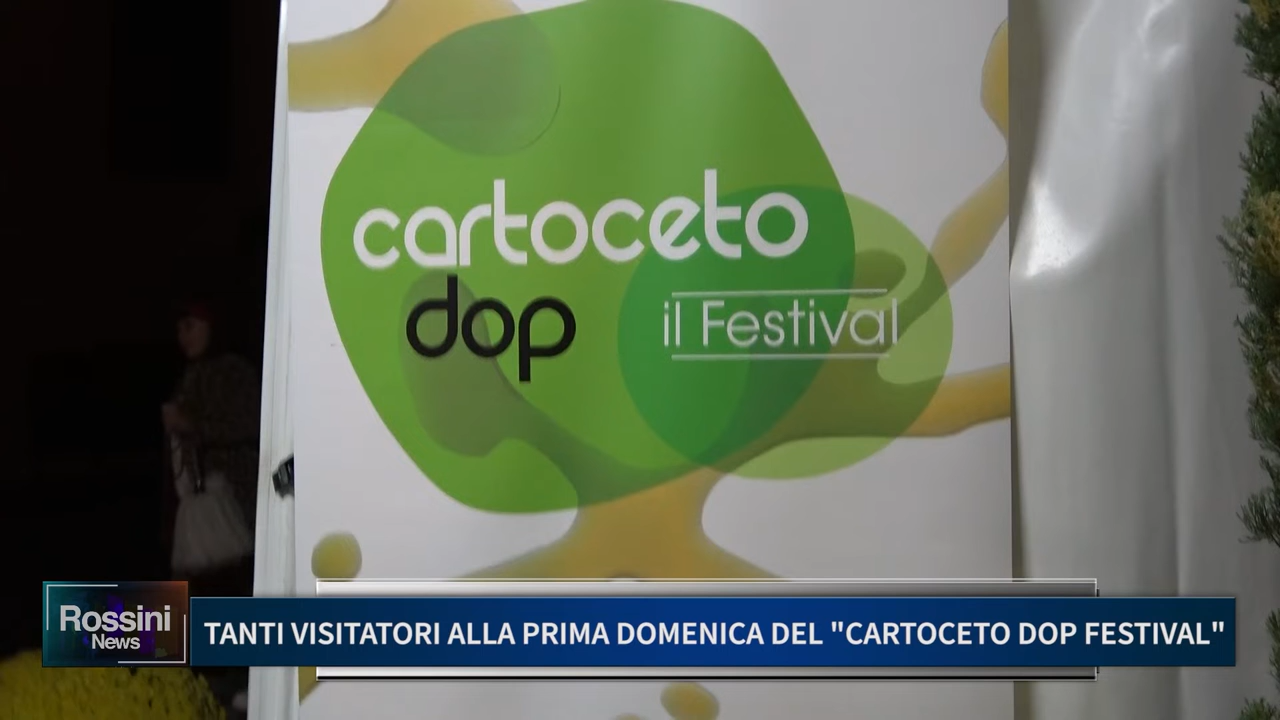 cartoceto
dop
il Festival
Rossini
News
TANTI VISITATORI ALLA PRIMA DOMENICA DEL "CARTOCETO DOP FESTIVAL"